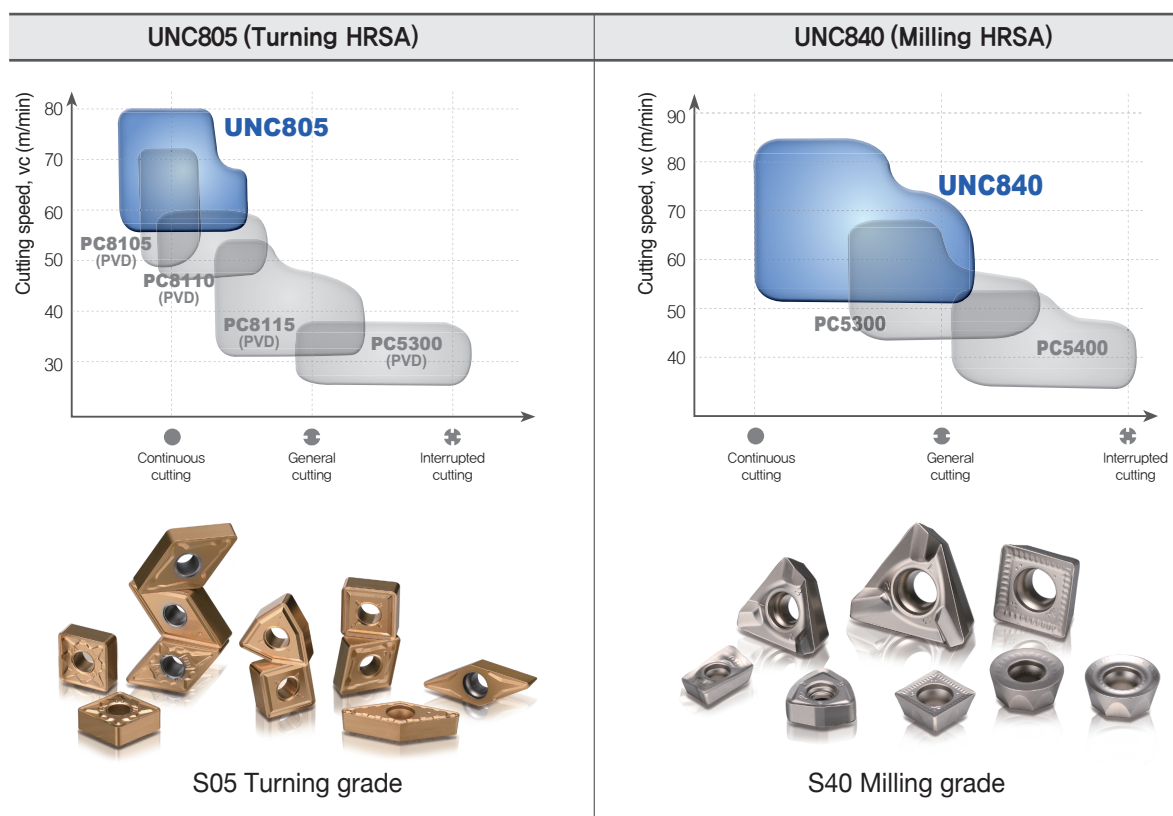 UNC805 (Turning HRSA)
Cutting speed, vc (m/min)
80
70
60
50
40
30
UNC805
PC8105
(PVD)
PC8110
(PVD)
PC8115
(PVD)
PC5300
(PVD)
Continuous
cutting
General
cutting
Interrupted
cutting
S05 Turning grade
UNC840 (Milling HRSA)
Cutting speed, vc (m/min)
90
80
70
60
50
40
UNC840
PC5300
PC5400
Continuous
cutting
General
cutting
Interrupted
cutting
S40 Milling grade